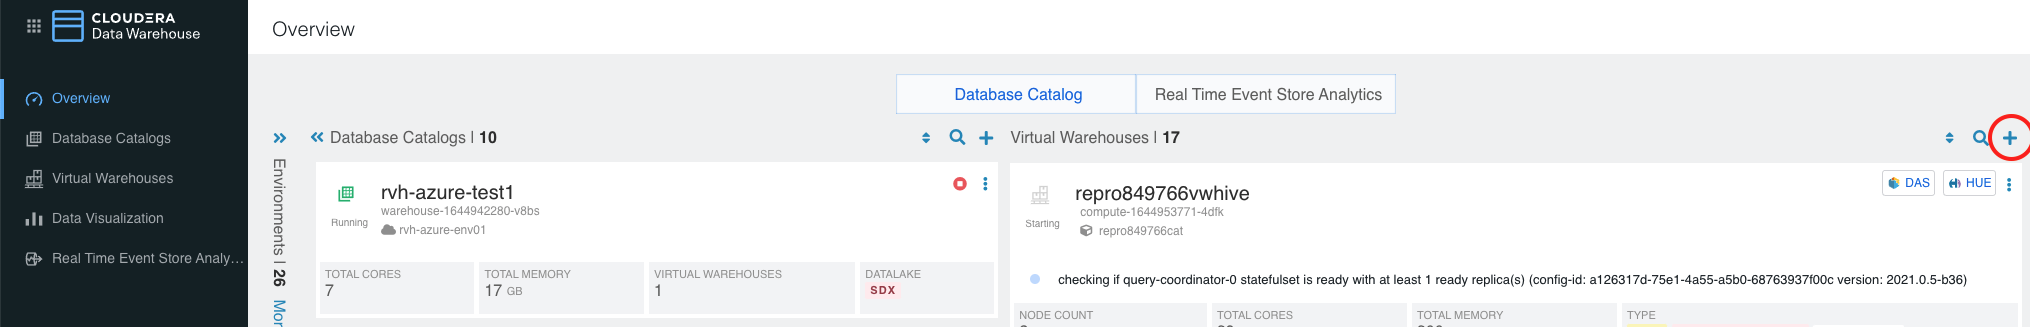 CLOUDERA
Data Warehouse
Overview
Database Catalogs
Virtual Warehouses
Data Visualization
Real Time Event Store Analy...
Overview
Database Catalog
Real Time Event Store Analytics
Environments | 26 Mor
Database Catalogs | 10
rvh-azure-test1
warehouse-1644942280-v8bs
Running
rvh-azure-env01
TOTAL CORES
7
TOTAL MEMORY
17 GB
VIRTUAL WAREHOUSES
1
DATALAKE
SDX
Virtual Warehouses | 17
repro849766vwhive
DAS
HUE
compute-1644953771-4dfk
Starting
repro849766cat
checking if query-coordinator-0 statefulset is ready with at least 1 ready replica(s) (config-id: a126317d-75e1-4a55-a5b0-68763937f00c version: 2021.0.5-b36)
NODE COUNT
TOTAL CORES
TOTAL MEMORY
TYPE